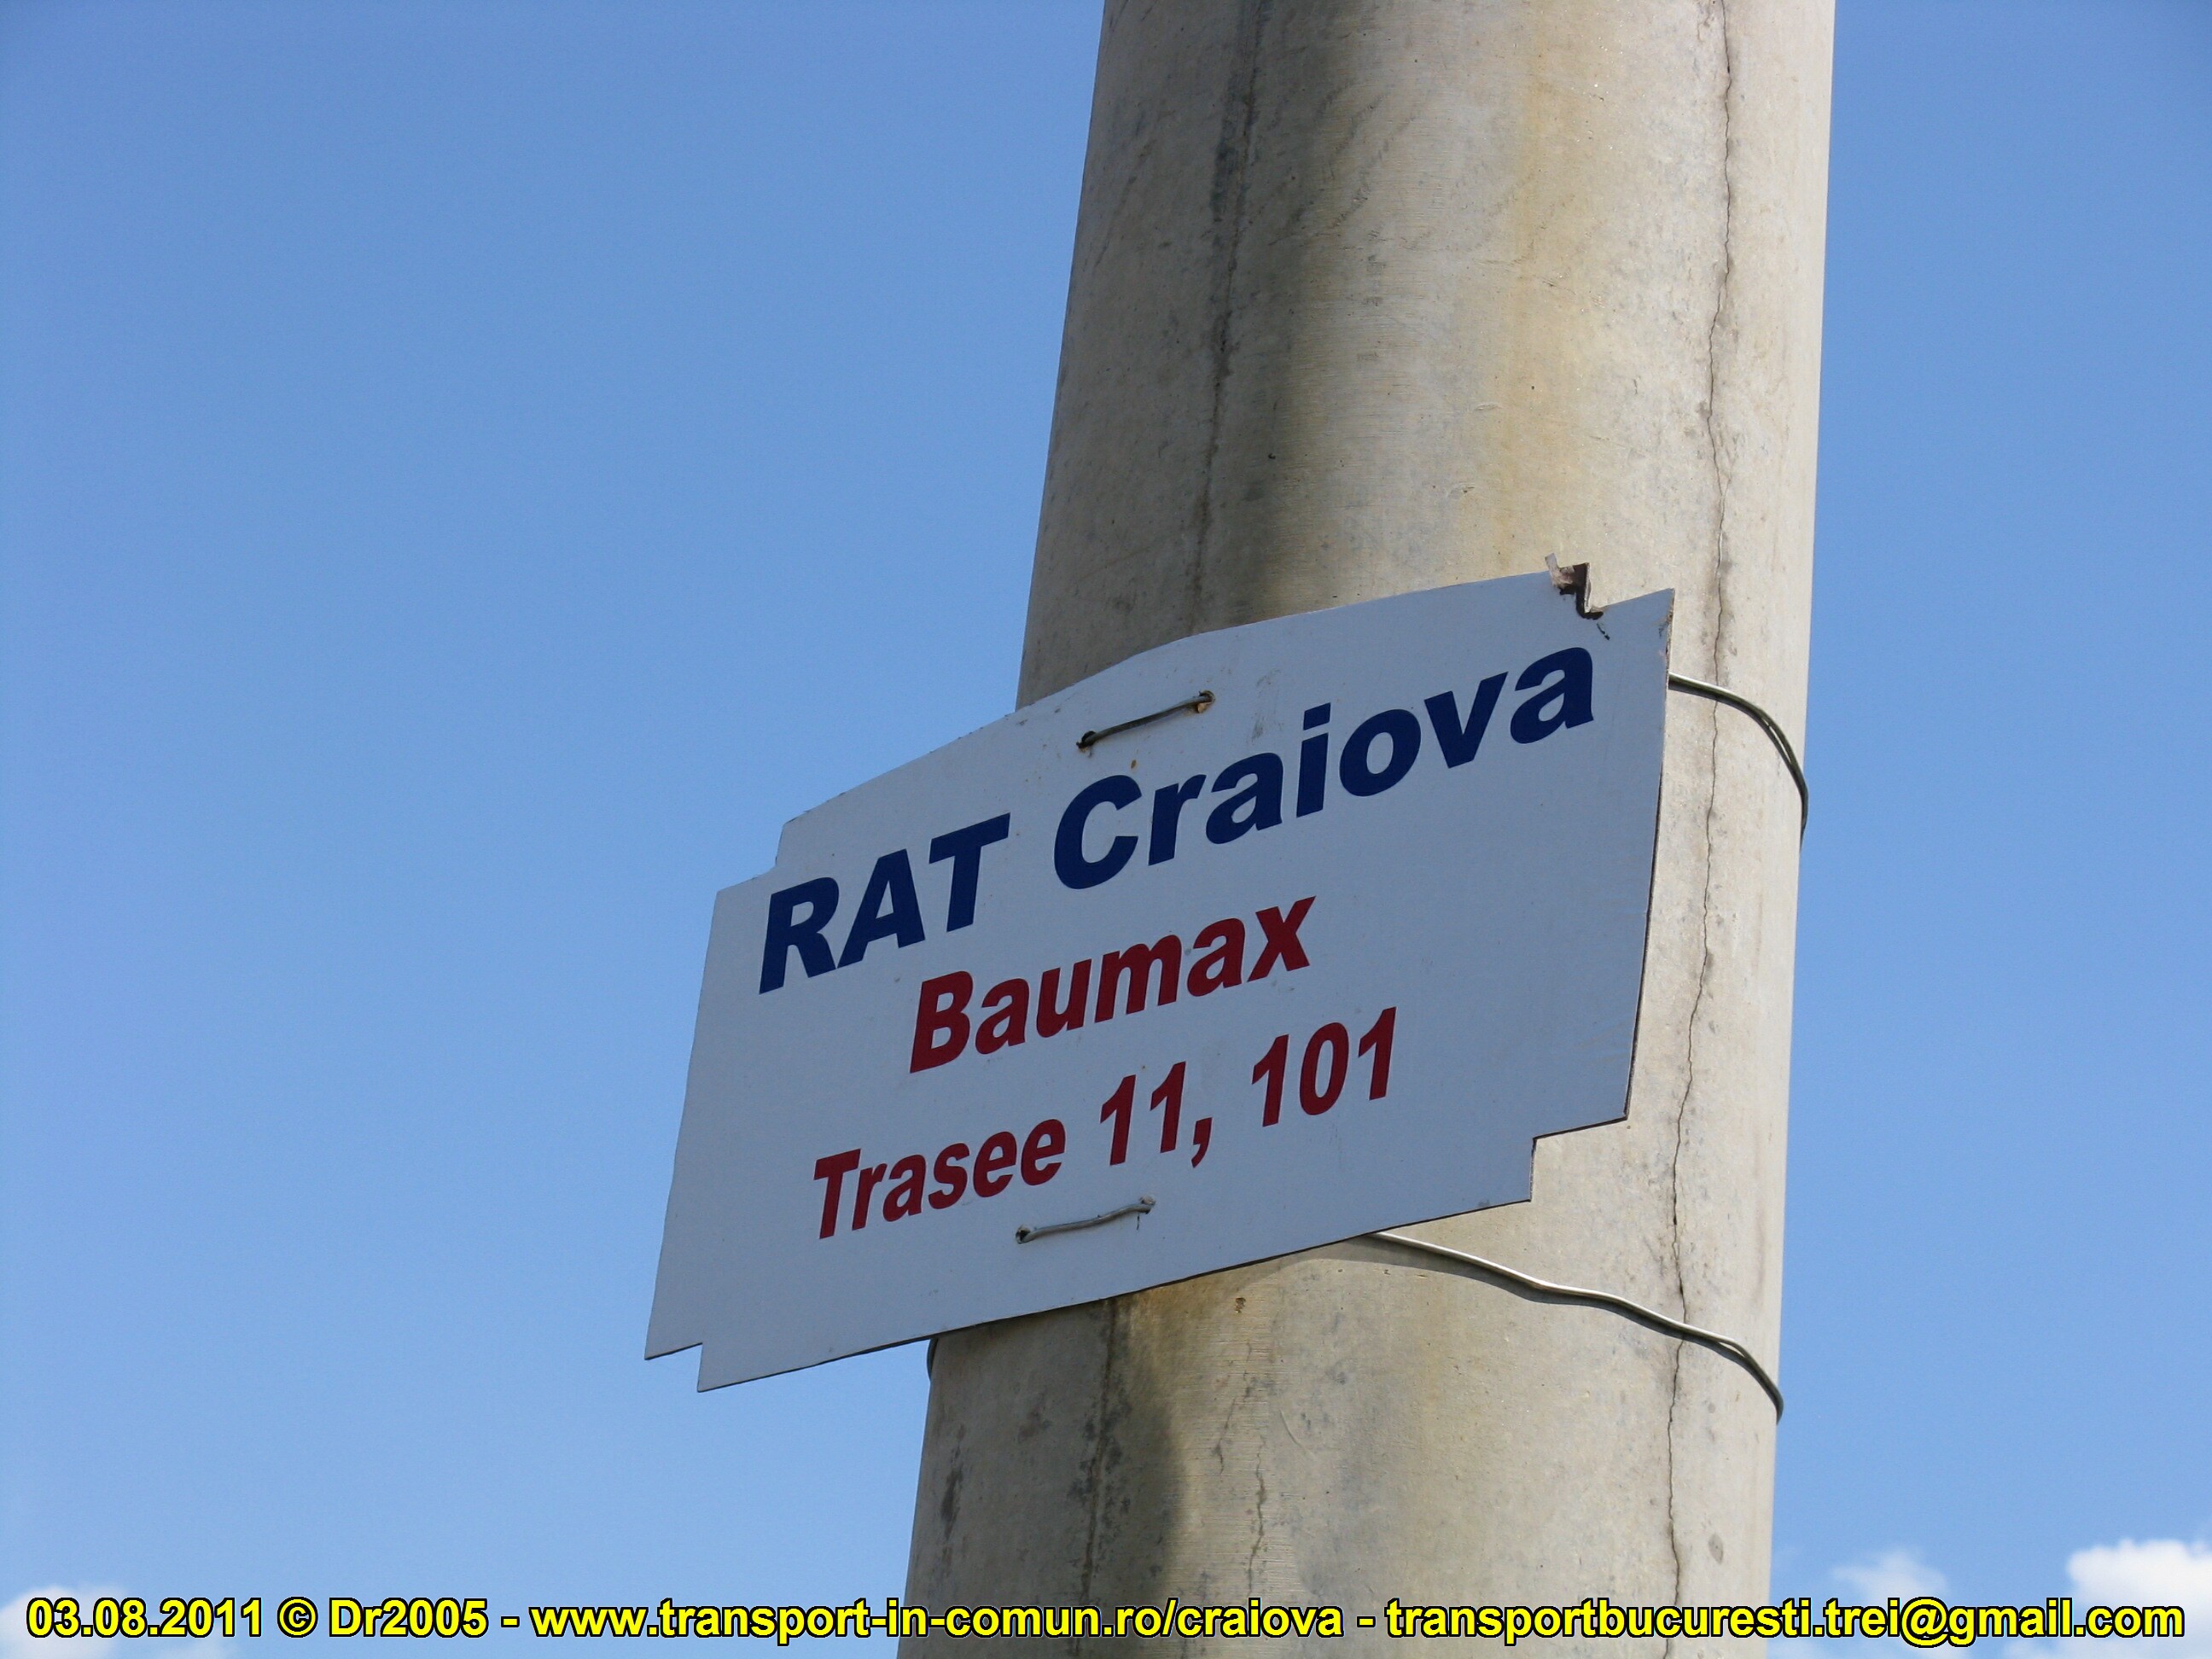 RAT Craiova
Baumax
Trasee 11, 101
03.08.2011 © Dr2005 - www.transport-in-comun.ro/craiova - transportbucuresti.trei@gmail.com